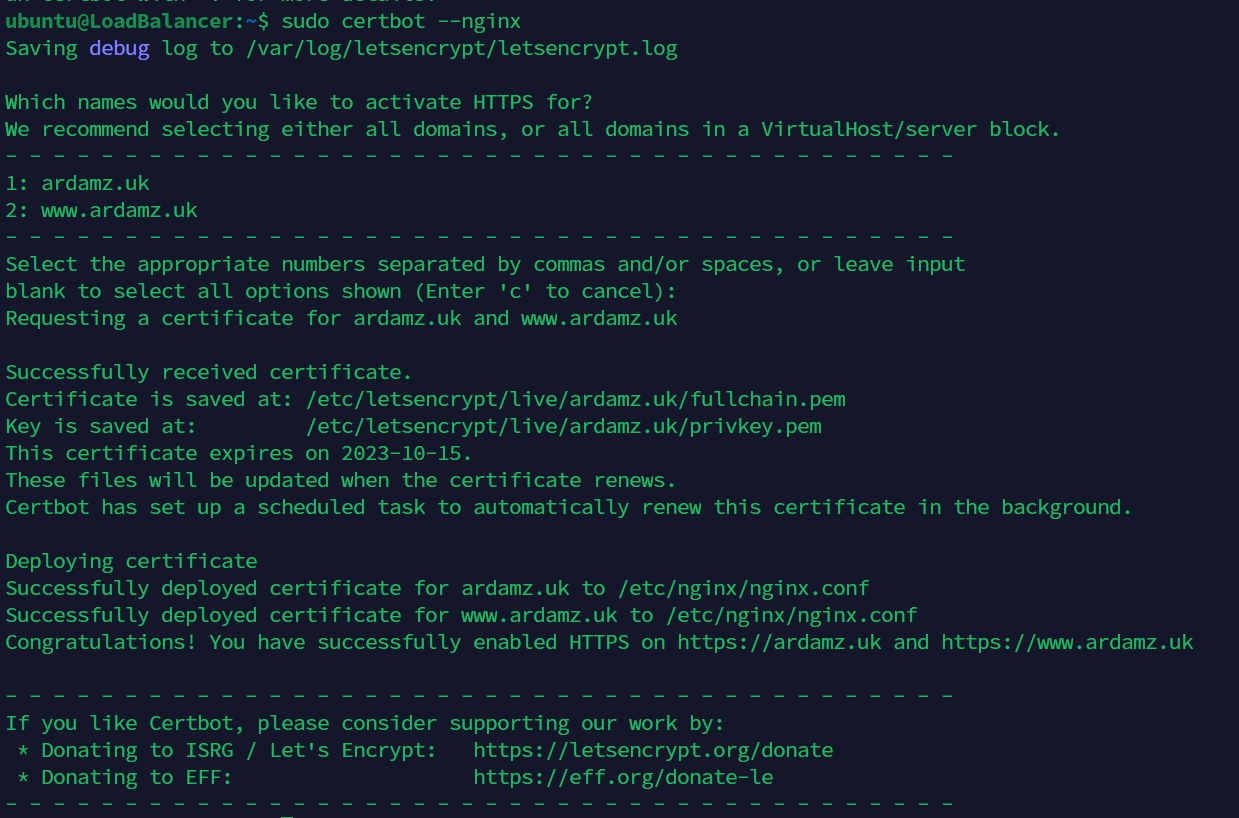 ubuntu@LoadBalancer:~$ sudo certbot --nginx
Saving debug log to /var/log/letsencrypt/letsencrypt.log
Which names would you like to activate HTTPS for?
We recommend selecting either all domains, or all domains in a VirtualHost/server block.
- - - - - - - - - - - - - - - - - - - - - - - - - - - - - - - - - - - - - - - -
1: ardamz.uk
2: www.ardamz.uk
- - - - - - - - - - - - - - - - - - - - - - - - - - - - - - - - - - - - - - - -
Select the appropriate numbers separated by commas and/or spaces, or leave input
blank to select all options shown (Enter 'c' to cancel):
Requesting a certificate for ardamz.uk and www.ardamz.uk
Successfully received certificate.
Certificate is saved at: /etc/letsencrypt/live/ardamz.uk/fullchain.pem
Key is saved at:         /etc/letsencrypt/live/ardamz.uk/privkey.pem
This certificate expires on 2023-10-15.
These files will be updated when the certificate renews.
Certbot has set up a scheduled task to automatically renew this certificate in the background.
Deploying certificate
Successfully deployed certificate for ardamz.uk to /etc/nginx/nginx.conf
Successfully deployed certificate for www.ardamz.uk to /etc/nginx/nginx.conf
Congratulations! You have successfully enabled HTTPS on https://ardamz.uk and https://www.ardamz.uk
- - - - - - - - - - - - - - - - - - - - - - - - - - - - - - - - - - - - - - - -
If you like Certbot, please consider supporting our work by:
 * Donating to ISRG / Let's Encrypt:   https://letsencrypt.org/donate
 * Donating to EFF:                    https://eff.org/donate-le
- - - - - - - - - - - - - - - - - - - - - - - - - - - - - - - - - - - - - - - -